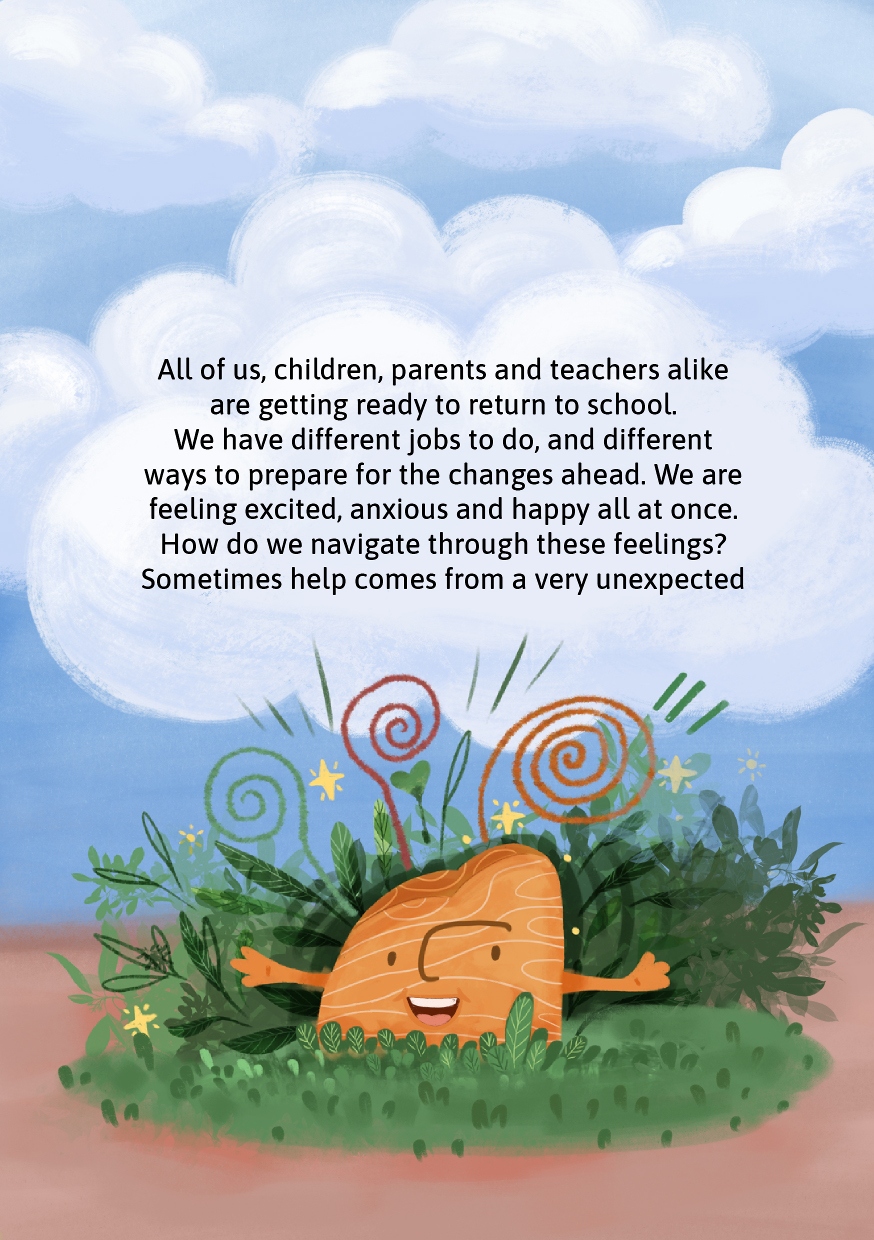 All of us, children, parents and teachers alike
are getting ready to return to school.
We have different jobs to do, and different
ways to prepare for the changes ahead. We are
feeling excited, anxious and happy all at once.
How do we navigate through these feelings?
Sometimes help comes from a very unexpected